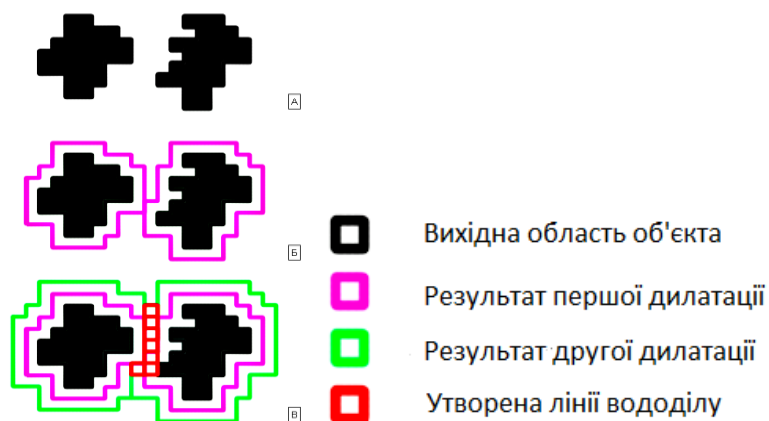 А
Б
Вихідна область об'єкта
Результат першої дилатації
Результат другої дилатації
Утворена лінії вододілу
В